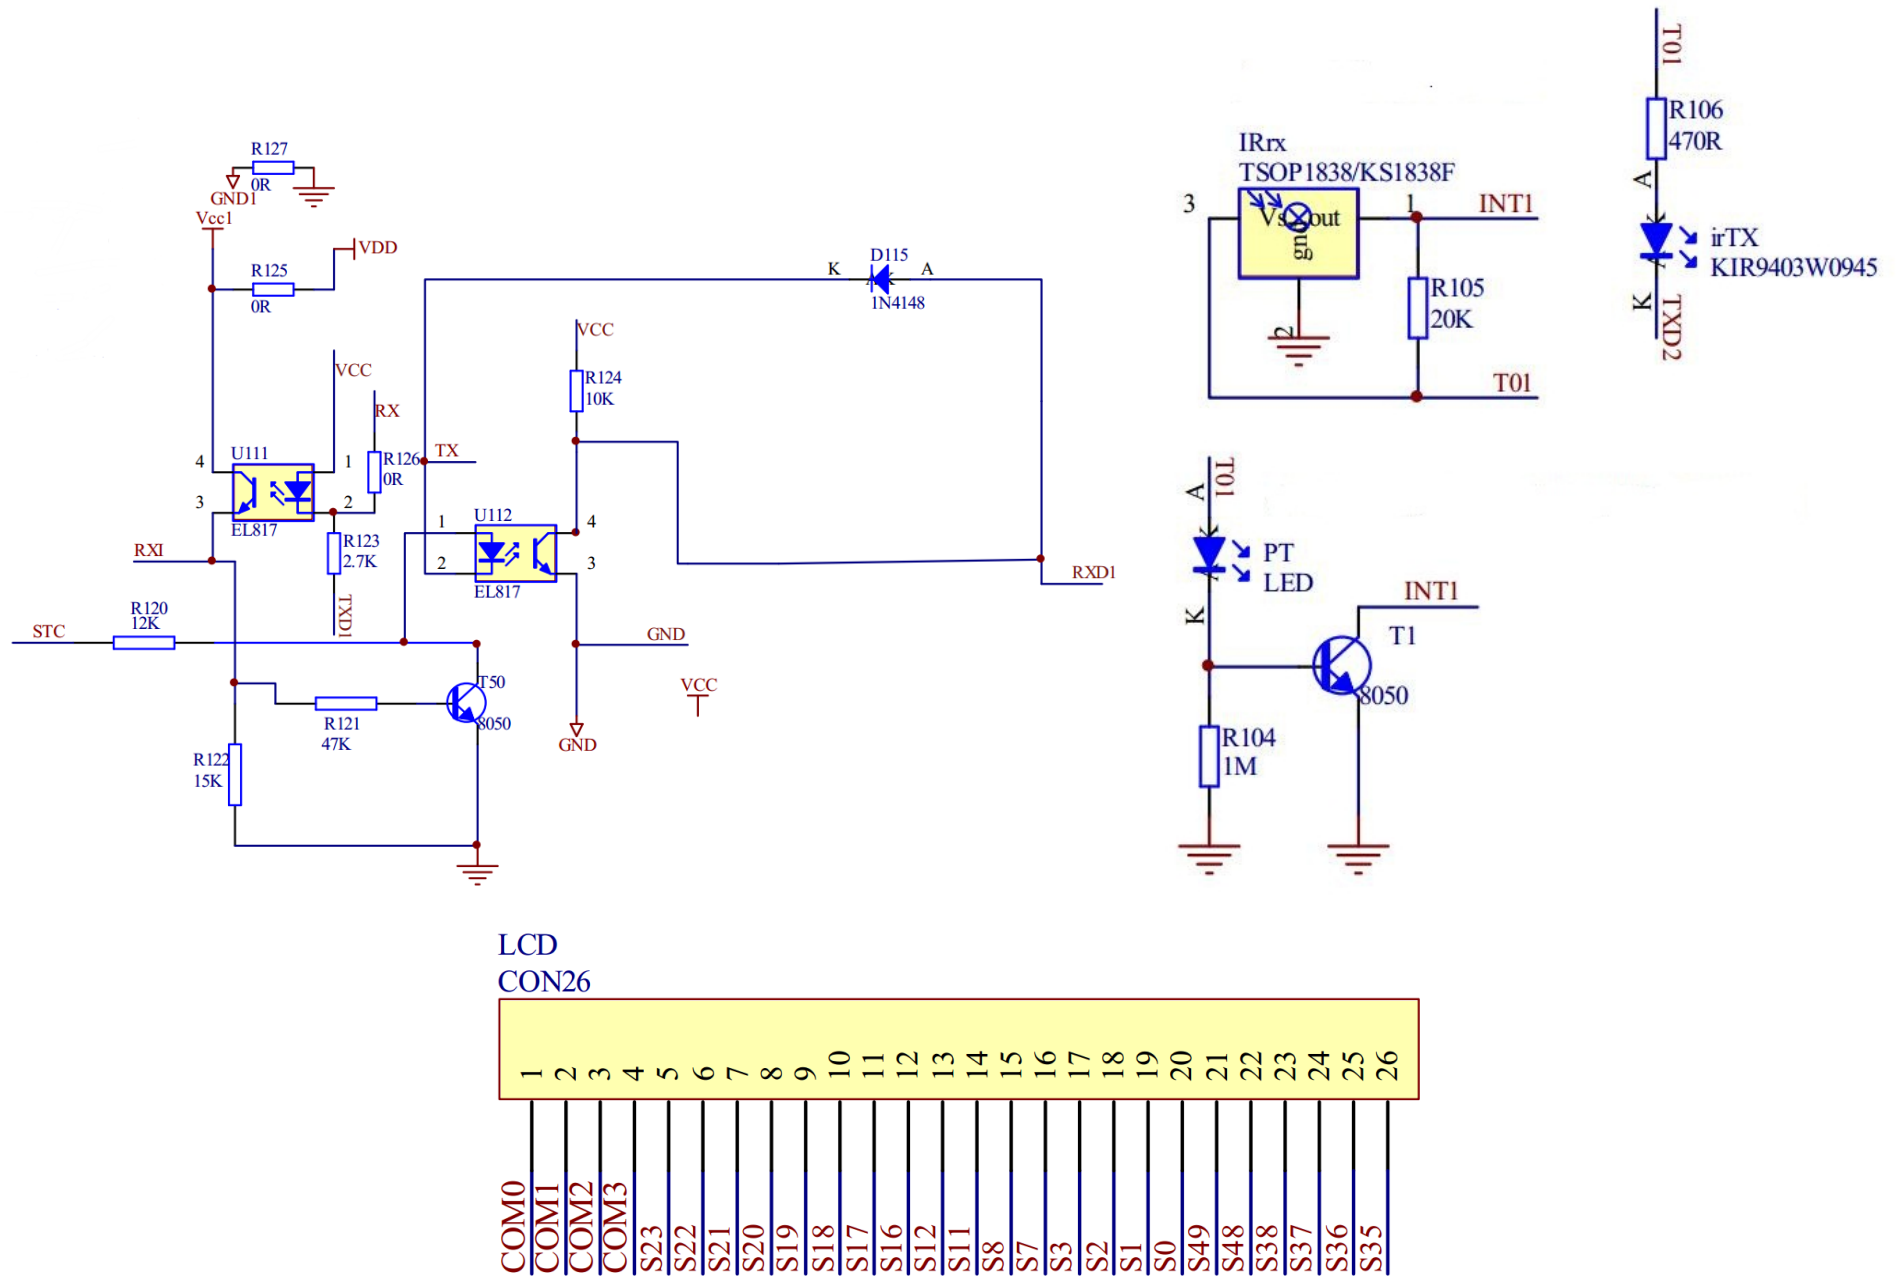 R127
0R
GND1
Vcc1
VDD
R125
0R
VCC
RX
R126
0R
U111
4
1
3
2
EL817
R123
2.7K
TXD1
RXI
STC
R120
12K
R121
47K
R122
15K
T50
8050
K
D115
A
1N4148
VCC
R124
10K
TX
U112
1
4
2
3
EL817
GND
GND
VCC
RXD1
IRrx
TSOP1838/KS1838F
3
Vs
out
gnd
1
INT1
2
R105
20K
T01
T01
R106
470R
A
K
irTX
KIR9403W0945
A
K
TXD2
T01
A
K
PT
LED
A
K
INT1
T1
8050
R104
1M
LCD
CON26
1 2 3 4 5 6 7 8 9 10 11 12 13 14 15 16 17 18 19 20 21 22 23 24 25 26
COM0 COM1 COM2 COM3 S23 S22 S21 S20 S19 S18 S17 S16 S12 S11 S8 S7 S3 S2 S1 S0 S49 S48 S38 S37 S36 S35